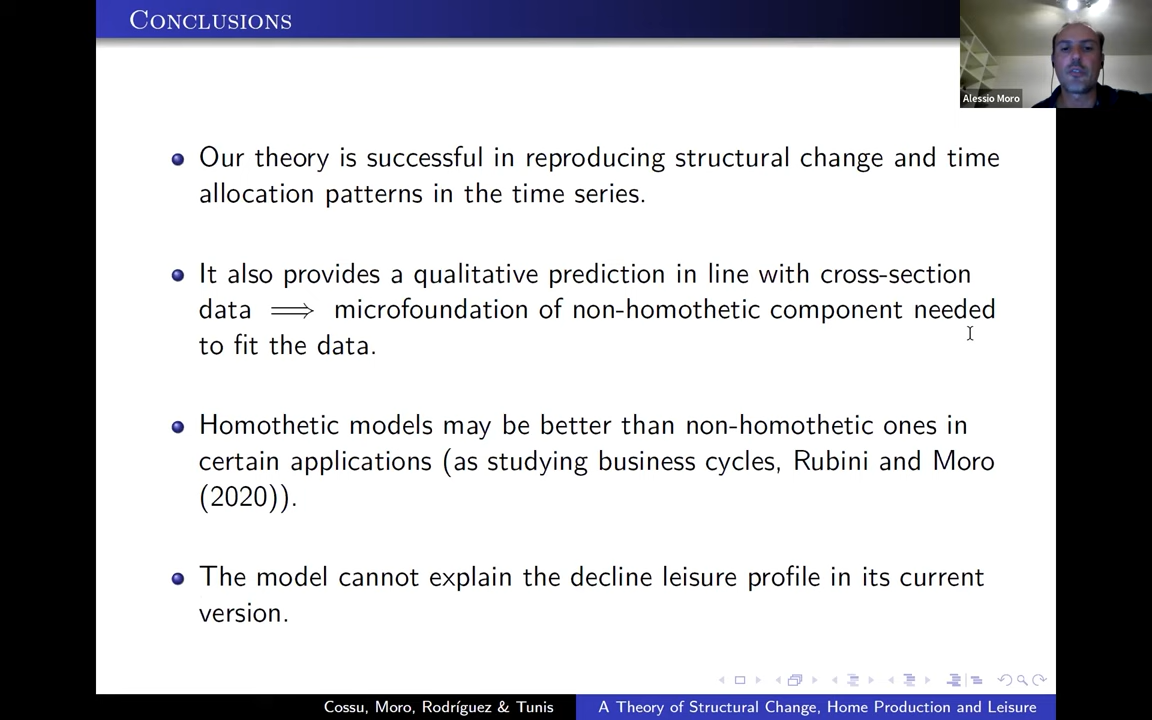 Conclusions
Alessio Moro
Our theory is successful in reproducing structural change and time
allocation patterns in the time series.
It also provides a qualitative prediction in line with cross-section
data ⟹ microfoundation of non-homothetic component needed
to fit the data.
Homothetic models may be better than non-homothetic ones in
certain applications (as studying business cycles, Rubini and Moro
(2020)).
The model cannot explain the decline leisure profile in its current
version.
Cossu, Moro, Rodríguez & Tunis
A Theory of Structural Change, Home Production and Leisure